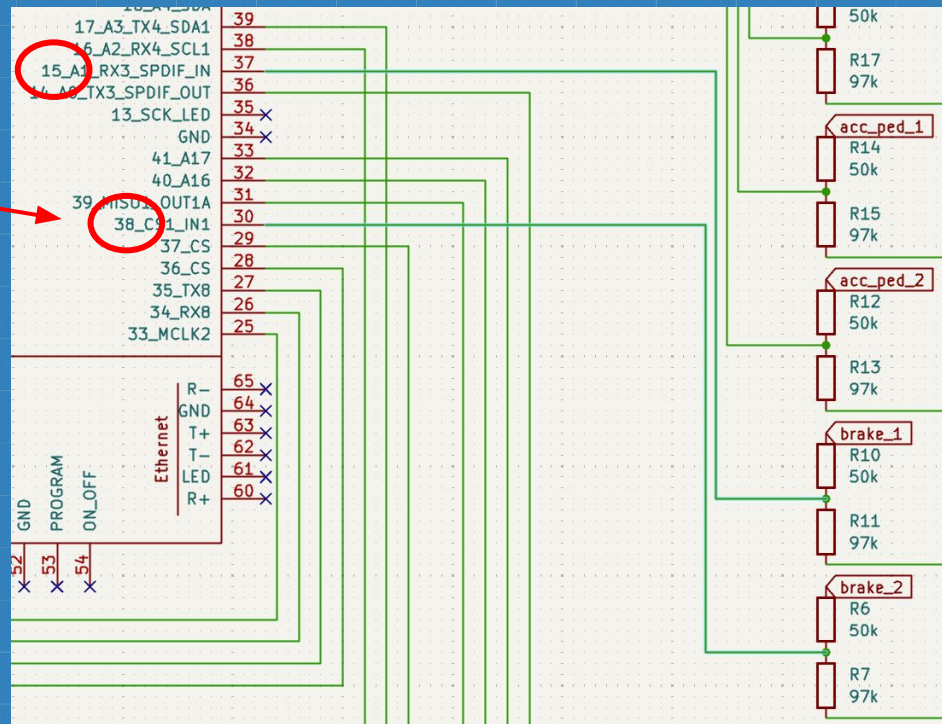 17_A3_TX4_SDA1 39
16_A2_RX4_SCL1 38
15_A1_RX3_SPDIF_IN 37
14_A0_TX3_SPDIF_OUT 36
13_SCK_LED 35
GND 34
41_A17 33
40_A16 32
39_MISO1_OUT1A 31
38_CS1_IN1 30
37_CS 29
36_CS 28
35_TX8 27
34_RX8 26
33_MCLK2 25
Ethernet
R- 65
GND 64
T+ 63
T- 62
LED 61
R+ 60
GND 52
PROGRAM 53
ON_OFF 54
50k
R17
97k
acc_ped_1
R14
50k
R15
97k
acc_ped_2
R12
50k
R13
97k
brake_1
R10
50k
R11
97k
brake_2
R6
50k
R7
97k